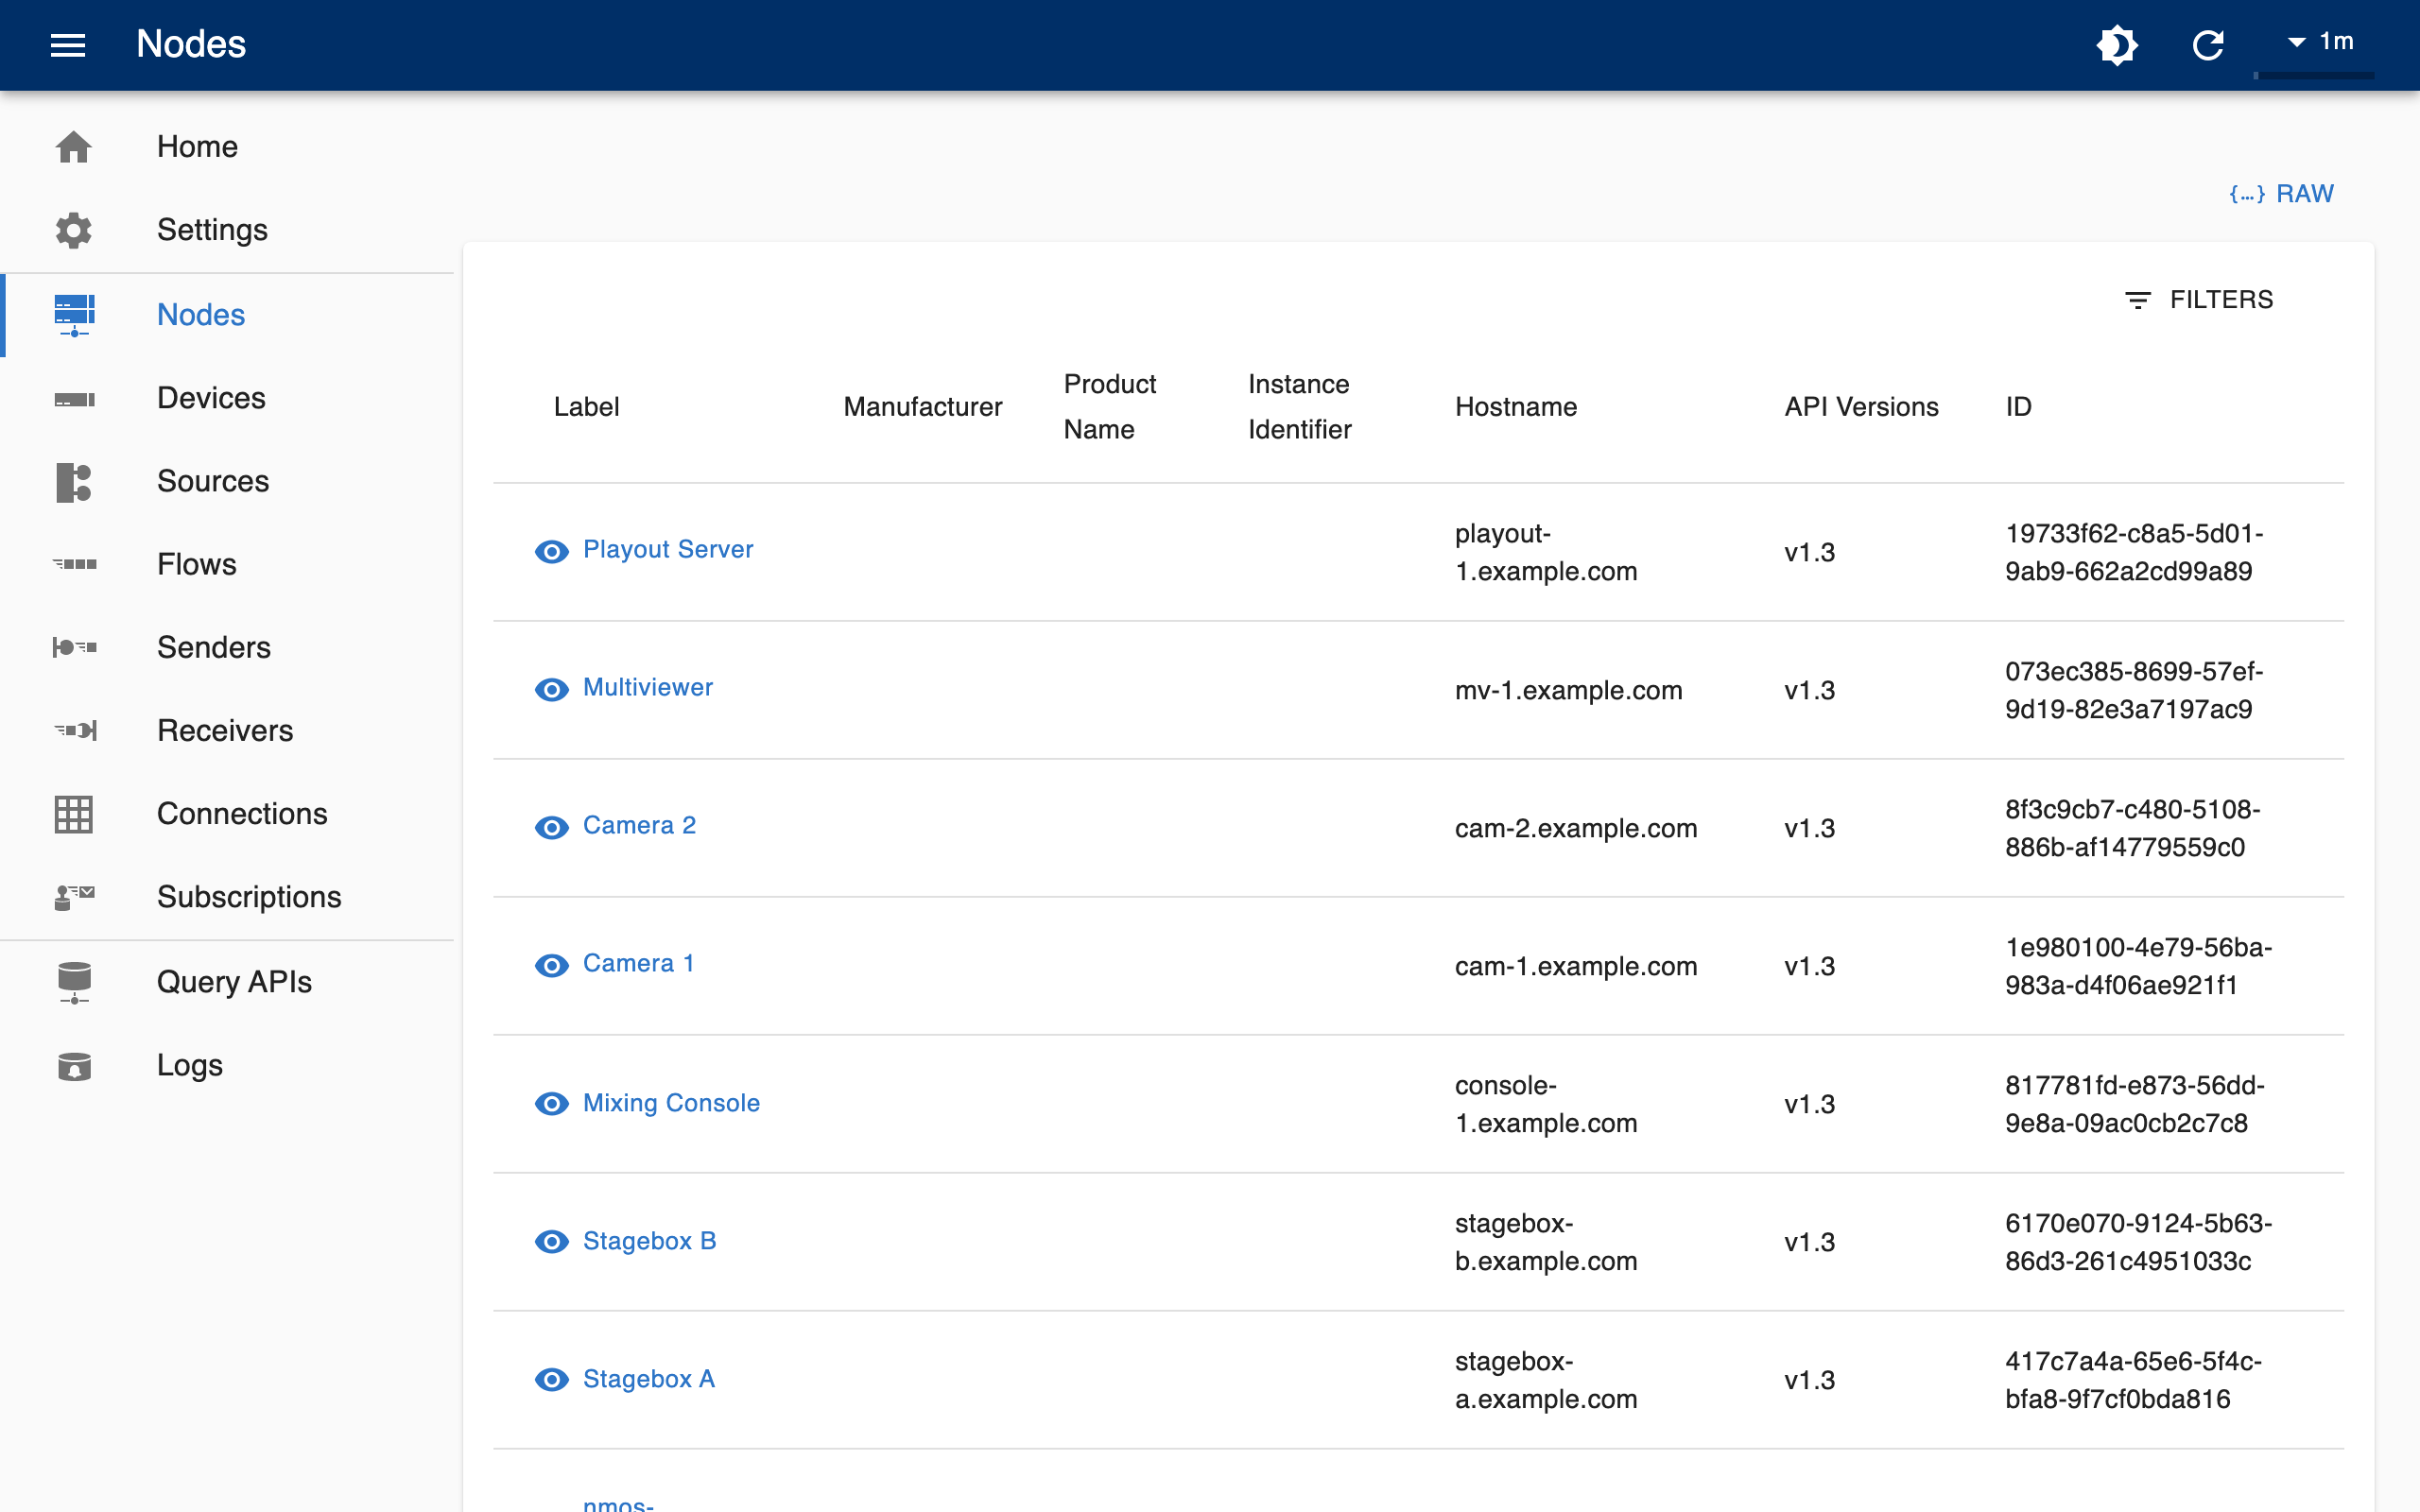 Nodes
1m
Home
Settings
Nodes
Devices
Sources
Flows
Senders
Receivers
Connections
Subscriptions
Query APIs
Logs
{...} RAW
FILTERS
Label
Manufacturer
Product
Name
Instance
Identifier
Hostname
API Versions
ID
Playout Server
playout-
1.example.com
v1.3
19733f62-c8a5-5d01-
9ab9-662a2cd99a89
Multiviewer
mv-1.example.com
v1.3
073ec385-8699-57ef-
9d19-82e3a7197ac9
Camera 2
cam-2.example.com
v1.3
8f3c9cb7-c480-5108-
886b-af14779559c0
Camera 1
cam-1.example.com
v1.3
1e980100-4e79-56ba-
983a-d4f06ae921f1
Mixing Console
console-
1.example.com
v1.3
817781fd-e873-56dd-
9e8a-09ac0cb2c7c8
Stagebox B
stagebox-
b.example.com
v1.3
6170e070-9124-5b63-
86d3-261c4951033c
Stagebox A
stagebox-
a.example.com
v1.3
417c7a4a-65e6-5f4c-
bfa8-9f7cf0bda816
nmos-